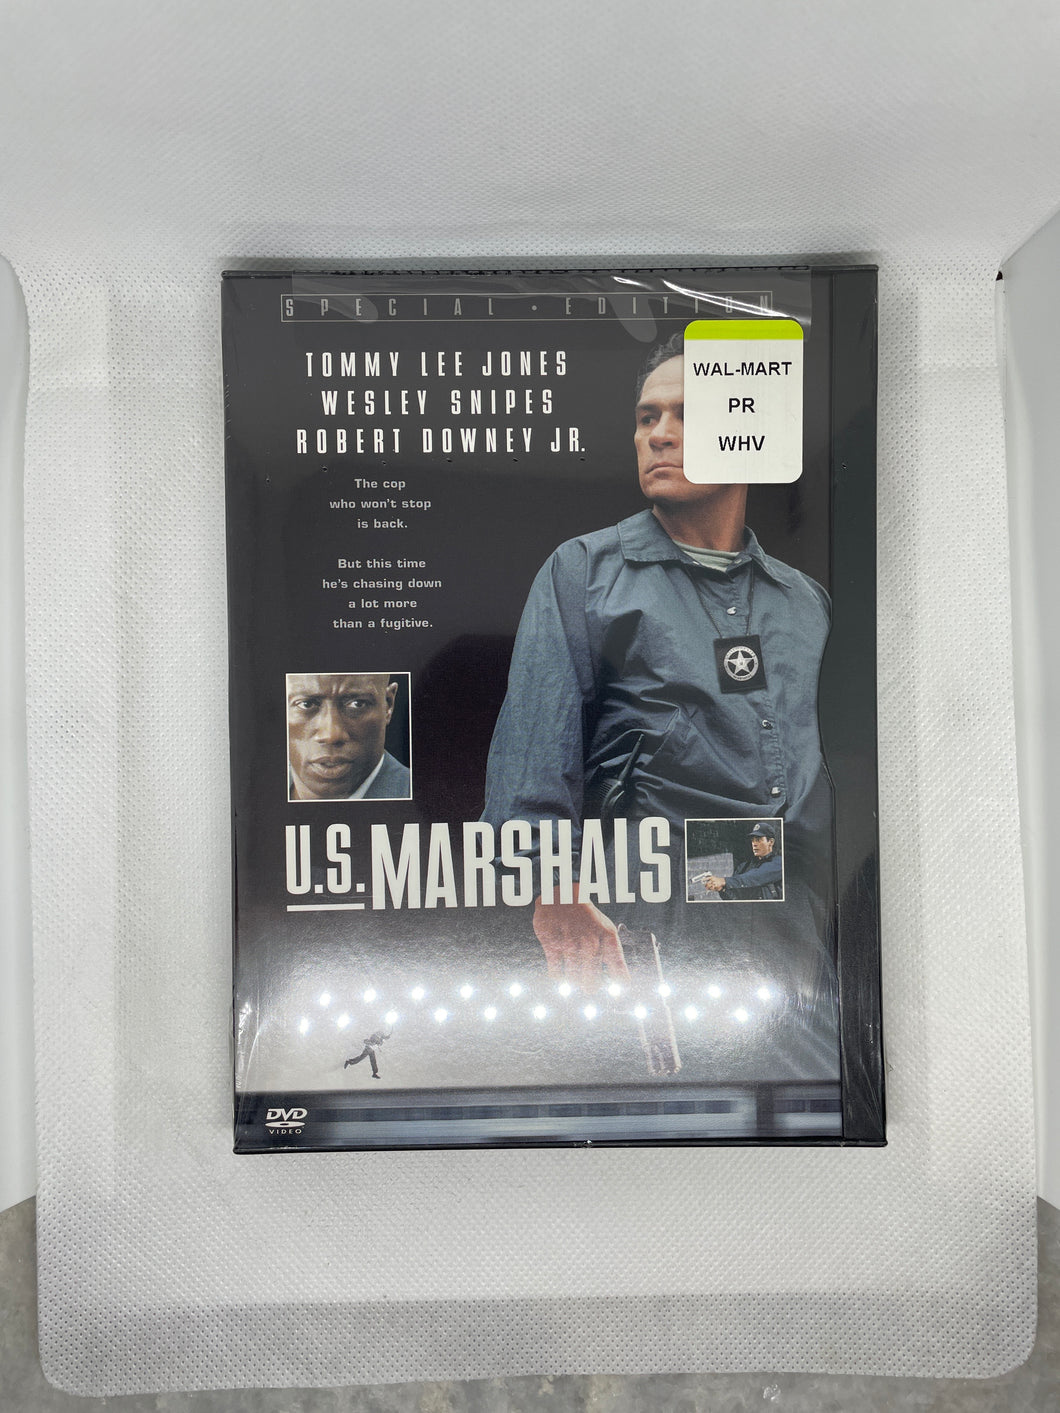 SPECIAL · EDITION
TOMMY LEE JONES
WESLEY SNIPES
ROBERT DOWNEY JR.
WAL-MART
PR
WHV
The cop
who won't stop
is back.
But this time
he's chasing down
a lot more
than a fugitive.
U.S. MARSHALS
DVD
VIDEO